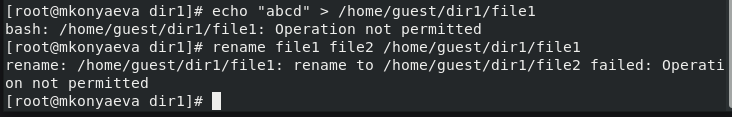 [root@mkonyaeva dir1]# echo "abcd" > /home/guest/dir1/file1
bash: /home/guest/dir1/file1: Operation not permitted
[root@mkonyaeva dir1]# rename file1 file2 /home/guest/dir1/file1
rename: /home/guest/dir1/file1: rename to /home/guest/dir1/file2 failed: Operati
on not permitted
[root@mkonyaeva dir1]#